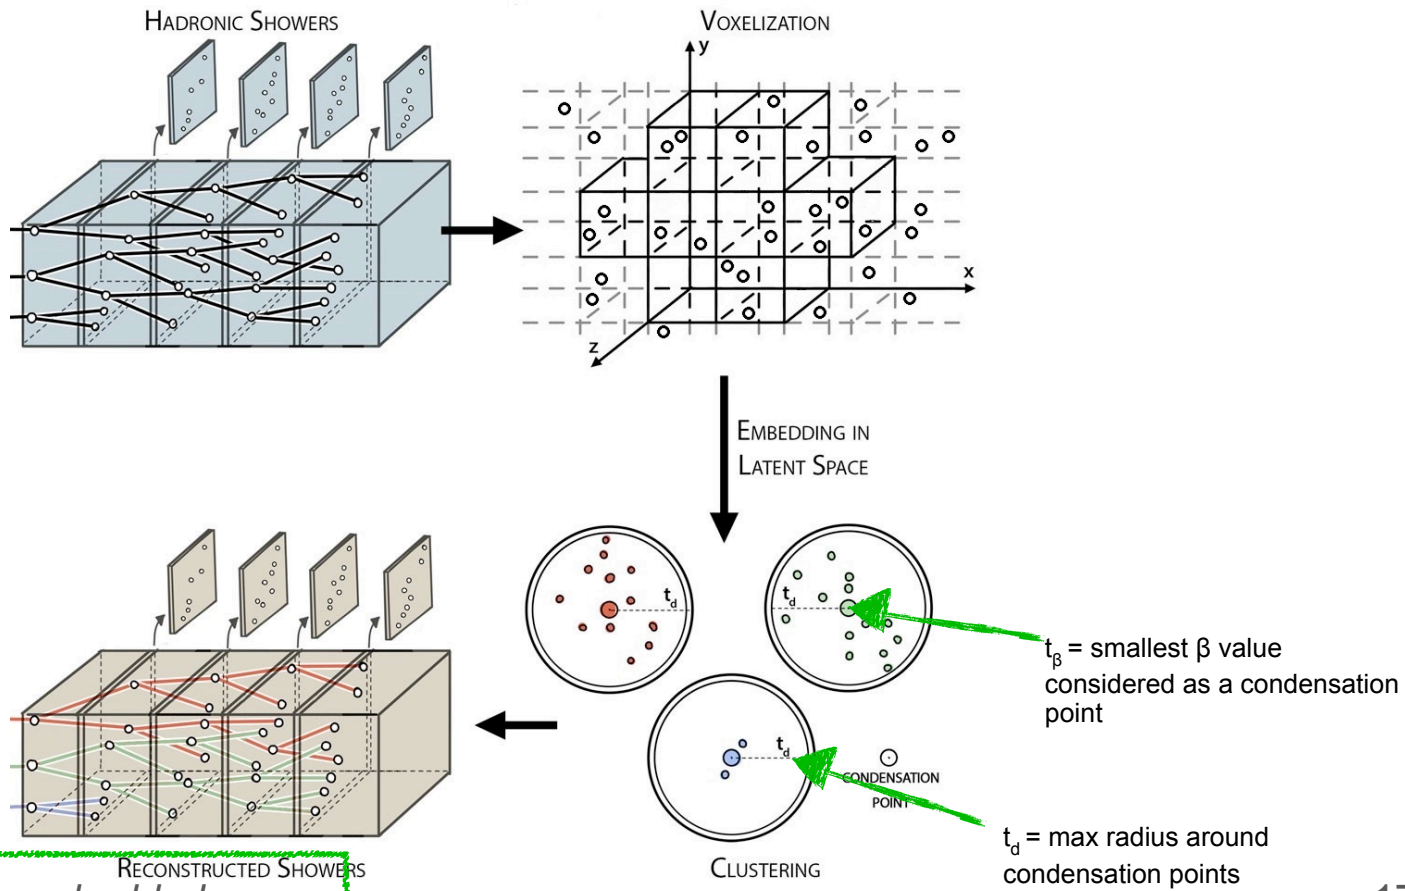 HADRONIC SHOWERS
VOXELIZATION
y
x
z
EMBEDDING IN
LATENT SPACE
t_d
t_d
t_d
CONDENSATION
POINT
t_β = smallest β value
considered as a condensation
point
t_d = max radius around
condensation points
RECONSTRUCTED SHOWERS
CLUSTERING